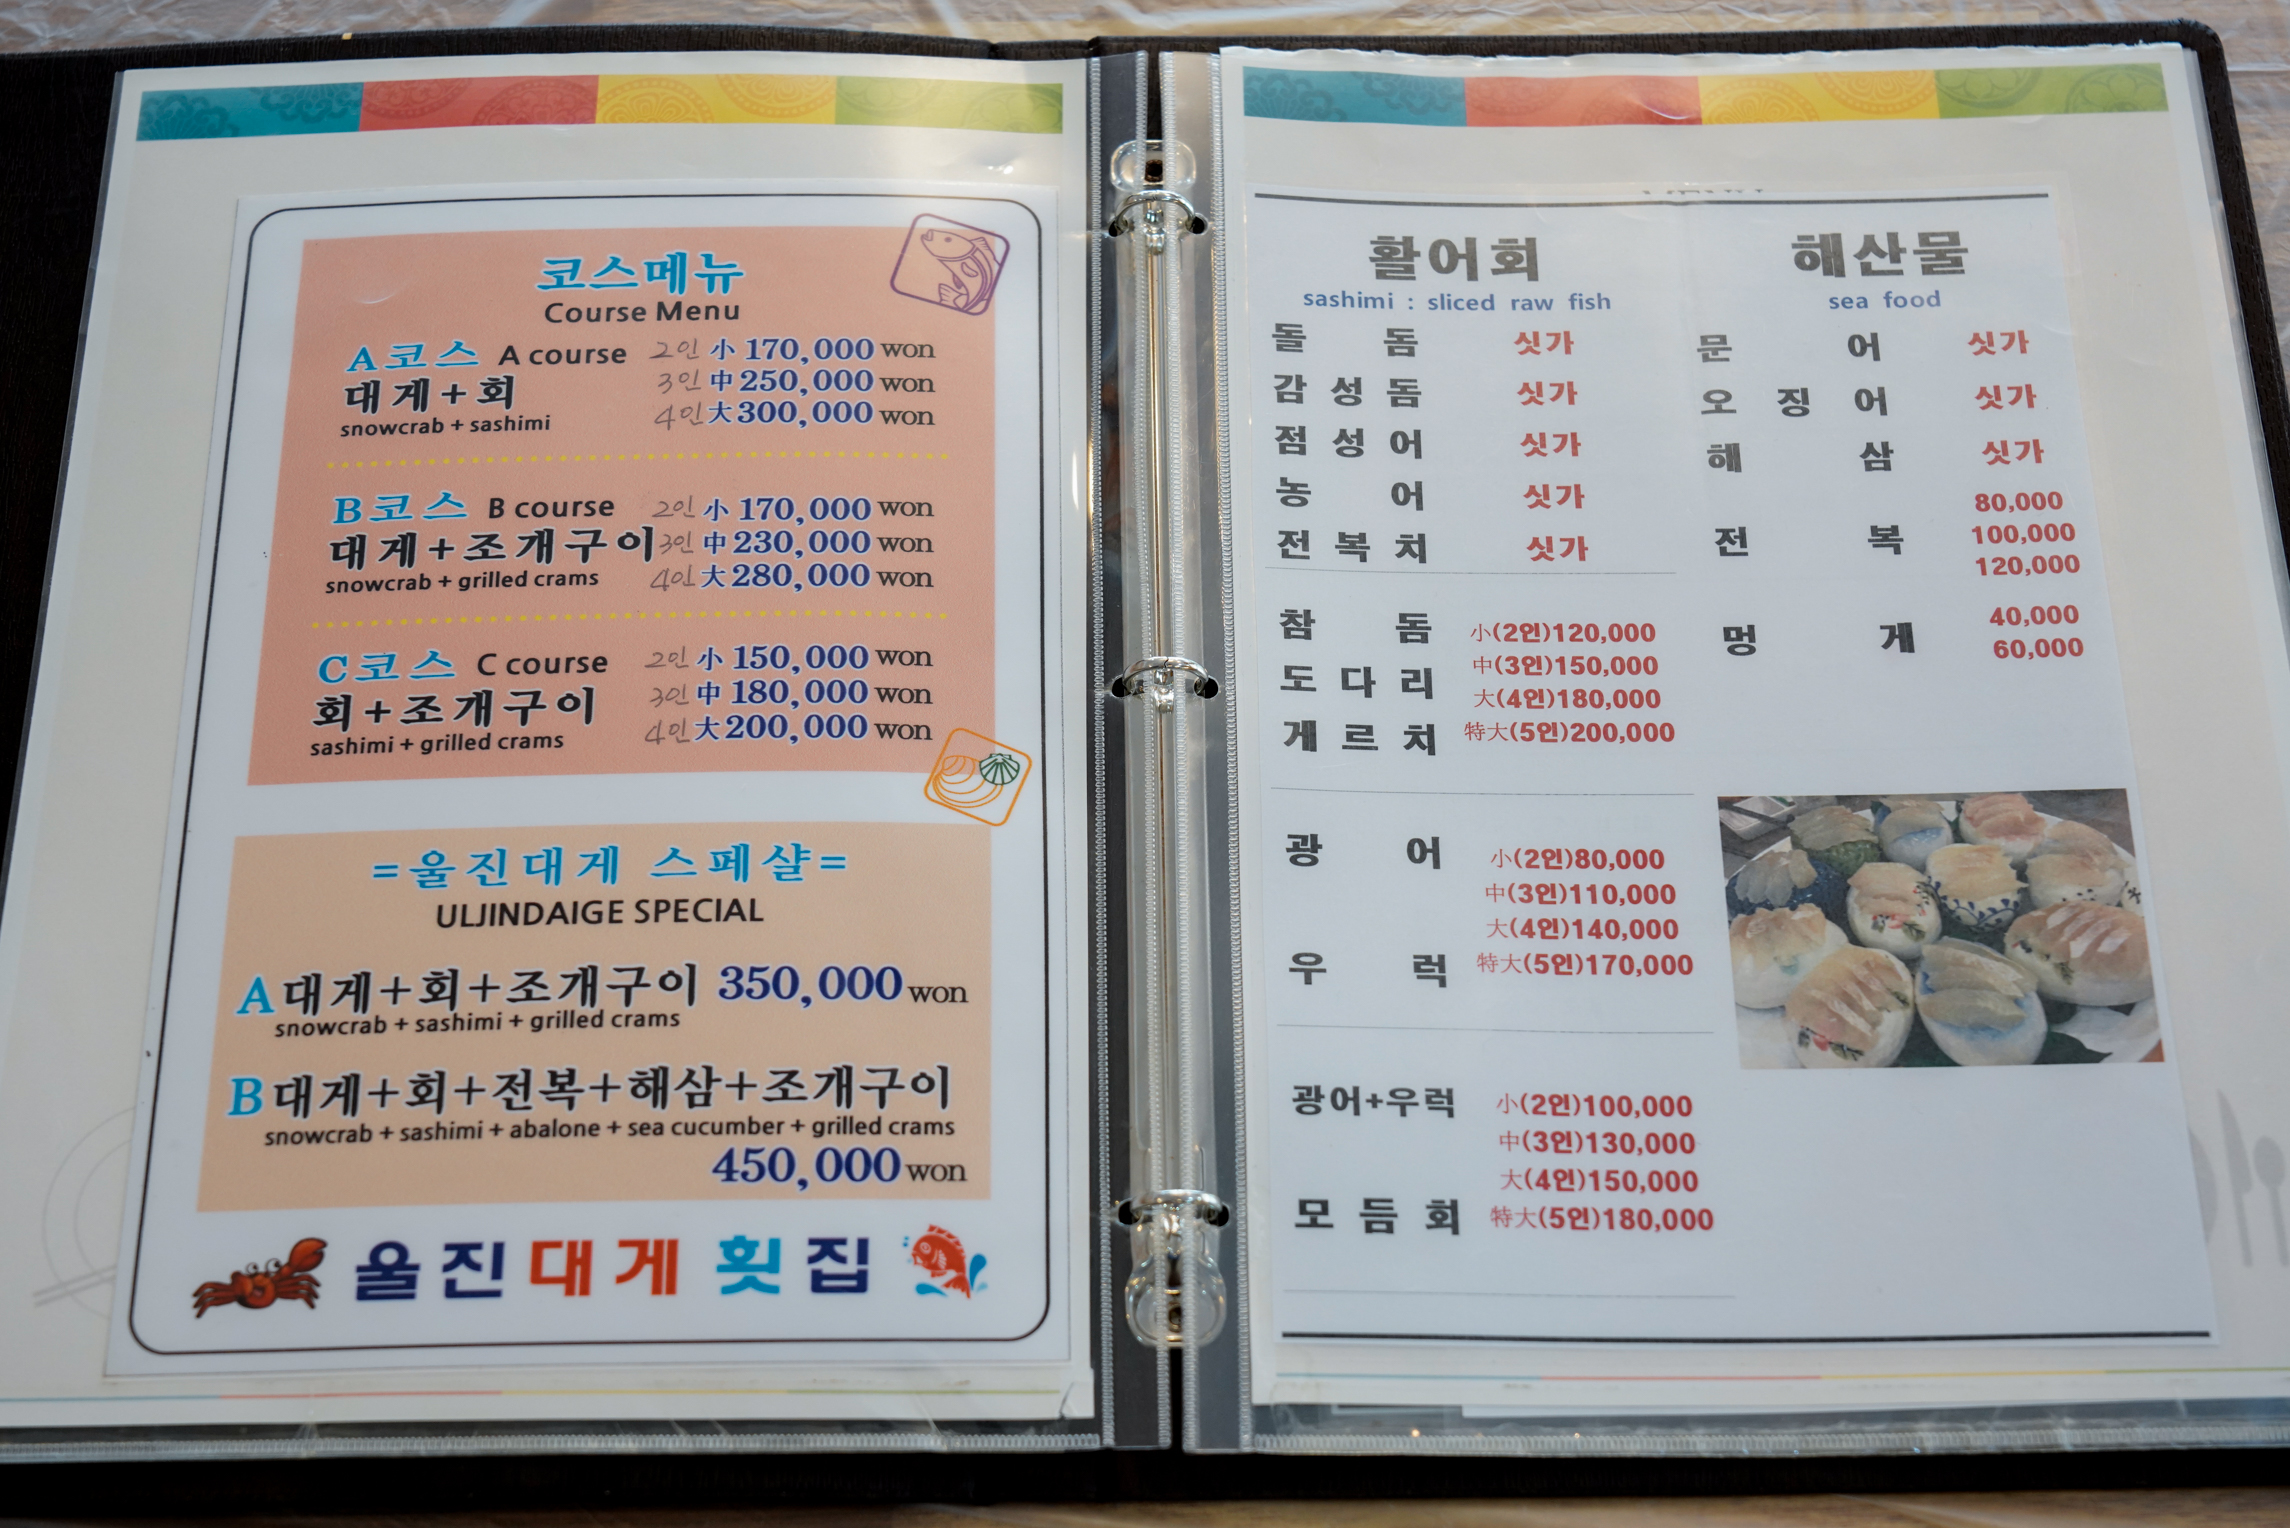 코스메뉴
Course Menu
A코스 A course 2인 小 170,000 won
대게+회 3인 中 250,000 won
snowcrab + sashimi 4인 大 300,000 won
B코스 B course 2인 小 170,000 won
대게+조개구이 3인 中 230,000 won
snowcrab + grilled crams 4인 大 280,000 won
C코스 C course 2인 小 150,000 won
회+조개구이 3인 中 180,000 won
sashimi + grilled crams 4인 大 200,000 won
=울진대게 스페샬=
ULJINDAIGE SPECIAL
A 대게+회+조개구이 350,000 won
snowcrab + sashimi + grilled crams
B 대게+회+전복+해삼+조개구이
snowcrab + sashimi + abalone + sea cucumber + grilled crams
450,000 won
울진대게 횟집
활어회
sashimi : sliced raw fish
돌 돔 싯가
감성돔 싯가
점성어 싯가
농 어 싯가
전복치 싯가
참 돔 小(2인)120,000
도다리 中(3인)150,000
大(4인)180,000
게르치 特大(5인)200,000
광 어 小(2인)80,000
中(3인)110,000
大(4인)140,000
우 럭 特大(5인)170,000
광어+우럭 小(2인)100,000
中(3인)130,000
大(4인)150,000
모듬회 特大(5인)180,000
해산물
sea food
문 어 싯가
오징어 싯가
해 삼 싯가
80,000
전 복 100,000
120,000
40,000
멍 게 60,000